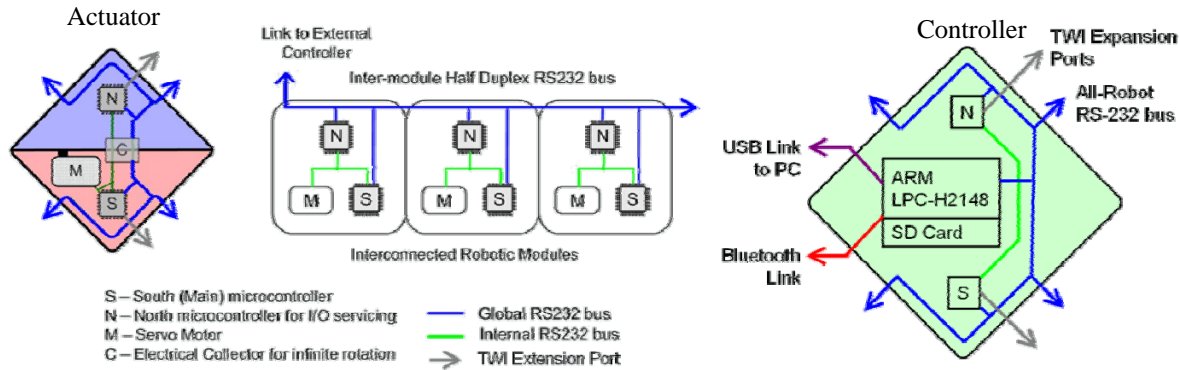 Actuator
N
C
M
S
Link to External
Controller
Inter-module Half Duplex RS232 bus
N
N
N
M
S
M
S
M
S
Interconnected Robotic Modules
S – South (Main) microcontroller
N – North microcontroller for I/O servicing
M – Servo Motor
C – Electrical Collector for infinite rotation
Global RS232 bus
Internal RS232 bus
TWI Extension Port
Controller
TWI Expansion
Ports
All-Robot
RS-232 bus
N
USB Link
to PC
ARM
LPC-H2148
SD Card
Bluetooth
Link
S